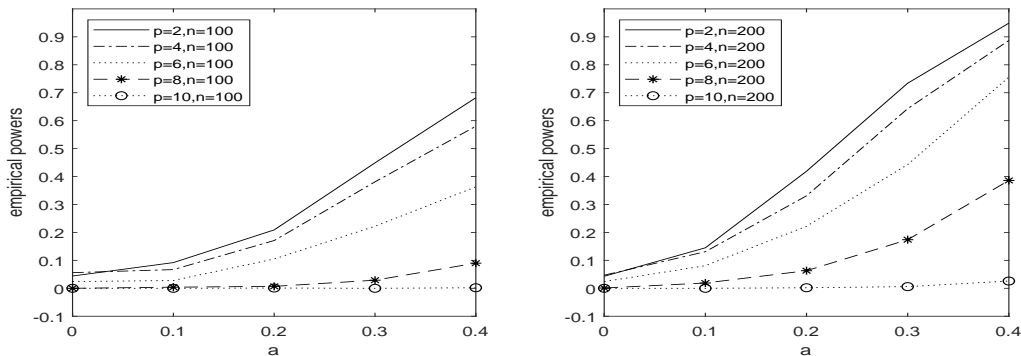 0.9
0.8
0.7
0.6
0.5
0.4
0.3
0.2
0.1
0
-0.1
empirical powers
p=2,n=100
p=4,n=100
p=6,n=100
p=8,n=100
p=10,n=100
0 0.1 0.2 0.3 0.4
a
0.9
0.8
0.7
0.6
0.5
0.4
0.3
0.2
0.1
0
-0.1
empirical powers
p=2,n=200
p=4,n=200
p=6,n=200
p=8,n=200
p=10,n=200
0 0.1 0.2 0.3 0.4
a